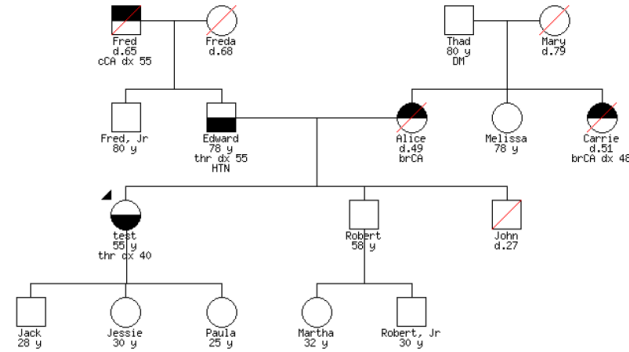 Fred
d.65
cCA dx 55
Freda
d.68
Thad
80 y
DM
Mary
d.79
Fred, Jr
80 y
Edward
78 y
thr dx 55
HTN
Alice
d.49
brCA
Melissa
78 y
Carrie
d.51
brCA dx 48
test
55 y
thr dx 40
Robert
58 y
John
d.27
Jack
28 y
Jessie
30 y
Paula
25 y
Martha
32 y
Robert, Jr
30 y